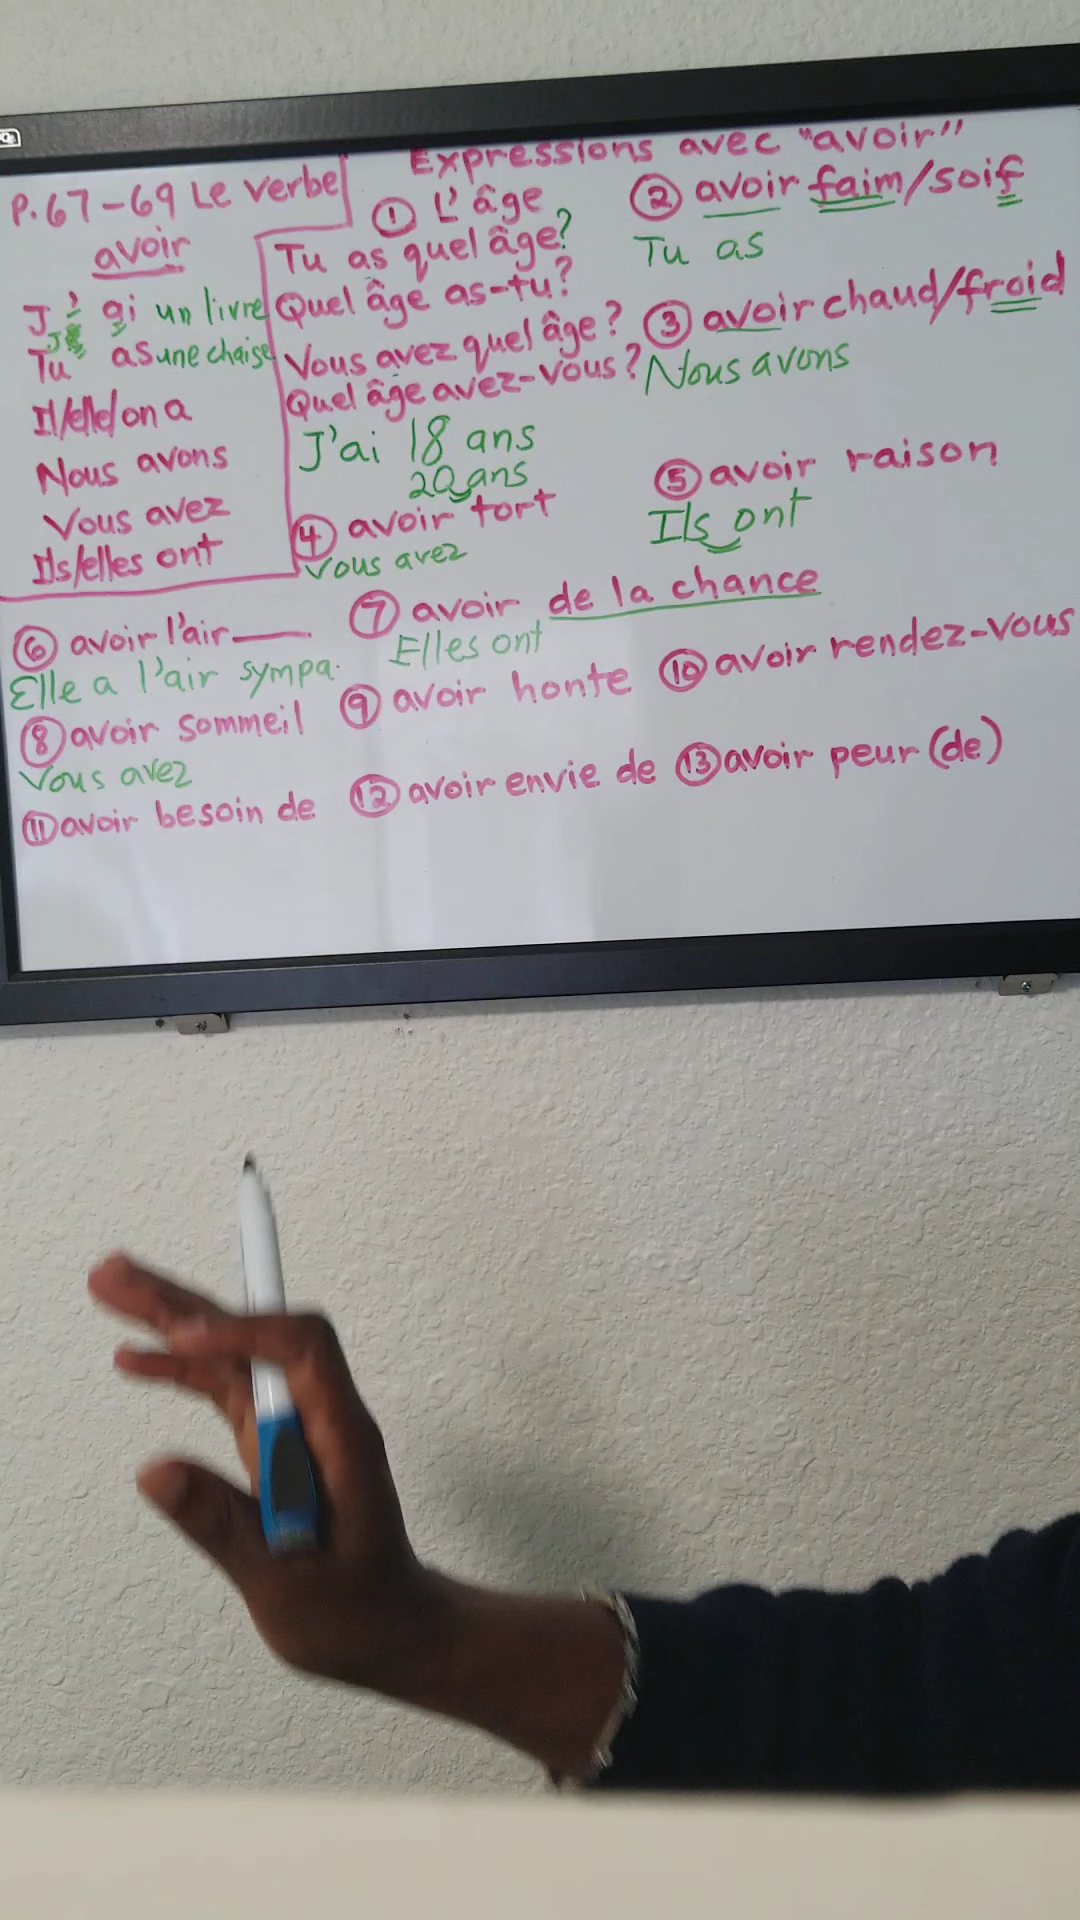 Expressions avec "avoir"
P.67-69 Le verbe
avoir
J'ai un livre
Tu as une chaise
Il/elle/on a
Nous avons
Vous avez
Ils/elles ont
① L'âge
Tu as quel âge?
Quel âge as-tu?
Vous avez quel âge?
Quel âge avez-vous?
J'ai 18 ans
20 ans
② avoir faim/soif
Tu as
③ avoir chaud/froid
Nous avons
④ avoir tort
Vous avez
⑤ avoir raison
Ils ont
⑥ avoir l'air ____
Elle a l'air sympa.
⑦ avoir de la chance
Elles ont
⑧ avoir sommeil
Vous avez
⑨ avoir honte
⑩ avoir rendez-vous
⑪ avoir besoin de
⑫ avoir envie de
⑬ avoir peur (de)